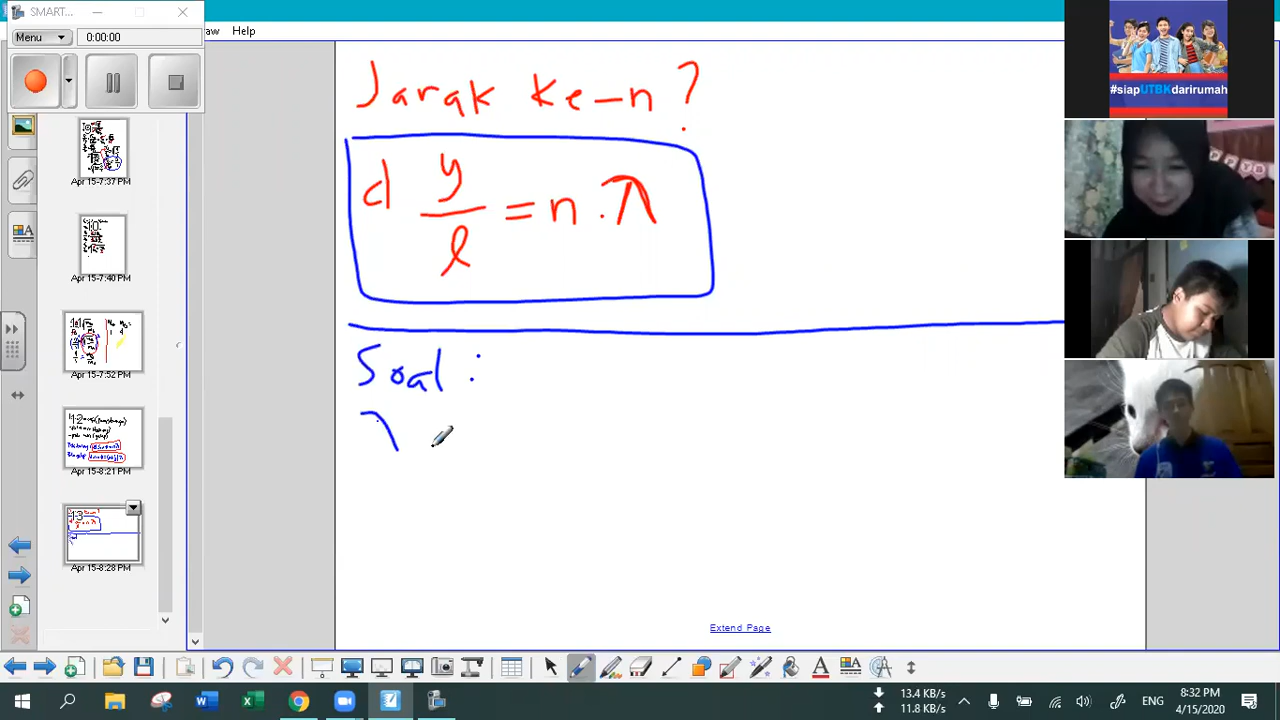 SMART...
Menu
0:00:00
raw Help
#siapUTBKdarirumah
Apr 15-7:37 PM
Apr 15-7:40 PM
Apr 15-7:52 PM
Apr 15-8:21 PM
Apr 15-8:28 PM
Jarak ke-n ?
d y/l = n . λ
Soal :
λ
Extend Page
13.4 KB/s
11.8 KB/s
ENG
8:32 PM
4/15/2020